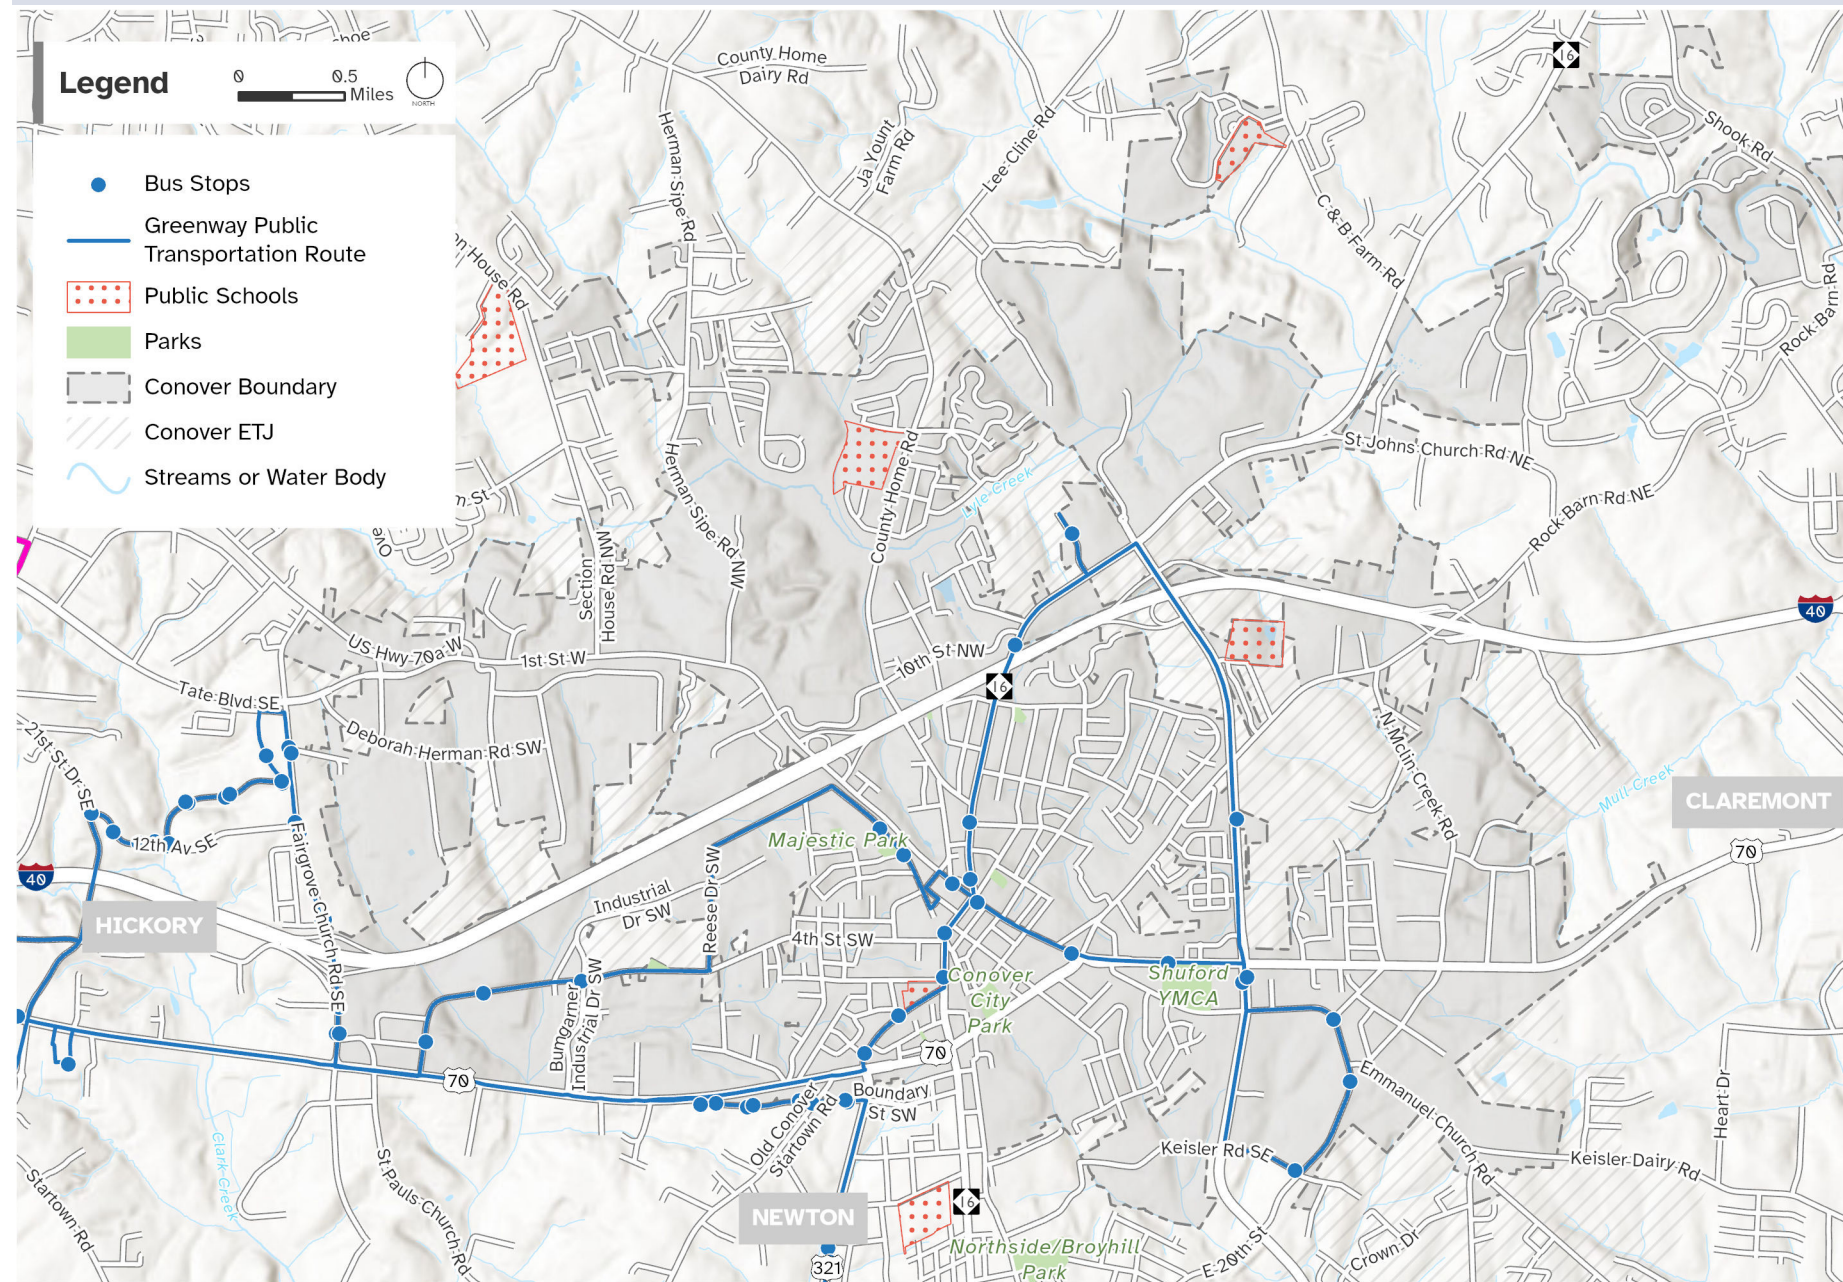 Legend
0 0.5
Miles
NORTH
Bus Stops
Greenway Public
Transportation Route
Public Schools
Parks
Conover Boundary
Conover ETJ
Streams or Water Body
County Home
Dairy Rd
16
Shook Rd
Ja Yount
Farm Rd
Lee Cline Rd
Herman Sipe Rd
C & B Farm Rd
House Rd
Rock Barn Rd
St Johns Church Rd NE
Rock Barn Rd NE
County Home Rd
Lyle Creek
Herman Sipe Rd NW
Section
House Rd NW
40
US Hwy 70a W
1st St W
10th St NW
16
Tate Blvd SE
21st St Dr SE
Deborah Herman Rd SW
N Mclin Creek Rd
Mull Creek
CLAREMONT
70
12th Av SE
Majestic Park
40
Fairgrove Church Rd SE
HICKORY
Industrial
Dr SW
Reese Dr SW
4th St SW
Conover
City
Park
Shuford
YMCA
Bumgarner
Industrial Dr SW
70
70
Boundary
St SW
Old Conover
Startown Rd
Emmanuel Church Rd
Heart Dr
Keisler Rd SE
Keisler Dairy Rd
Clark Creek
St Pauls Church Rd
Startown Rd
NEWTON
16
Northside/Broyhill
Park
321
E 20th St
Crown Dr